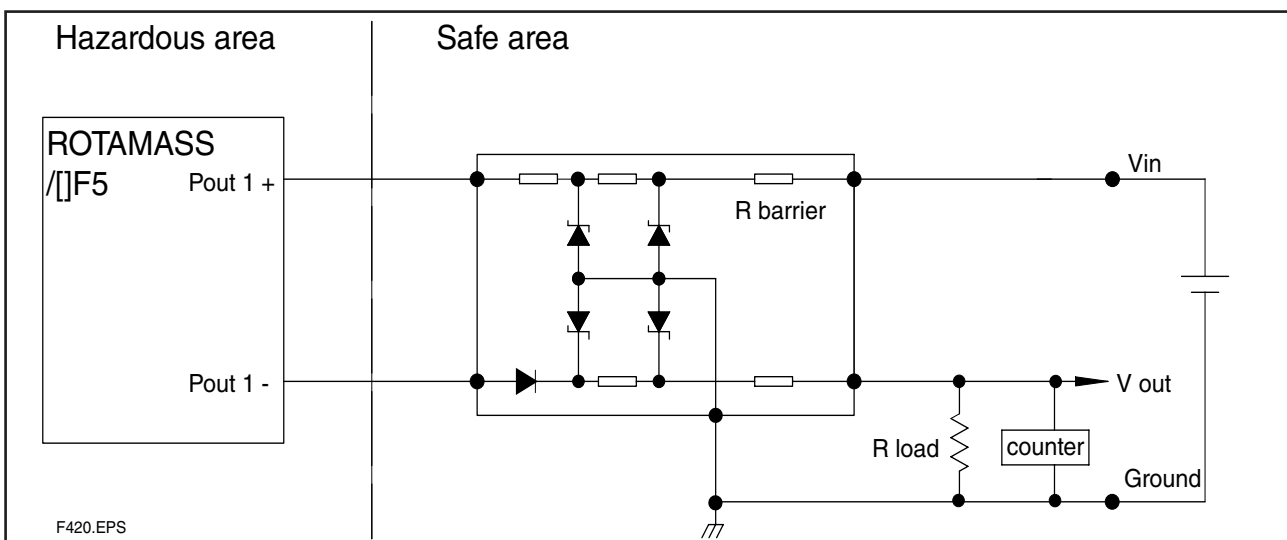 Hazardous area
Safe area
ROTAMASS
/[]F5
Pout 1 +
Vin
R barrier
Pout 1 -
V out
R load
counter
Ground
F420.EPS